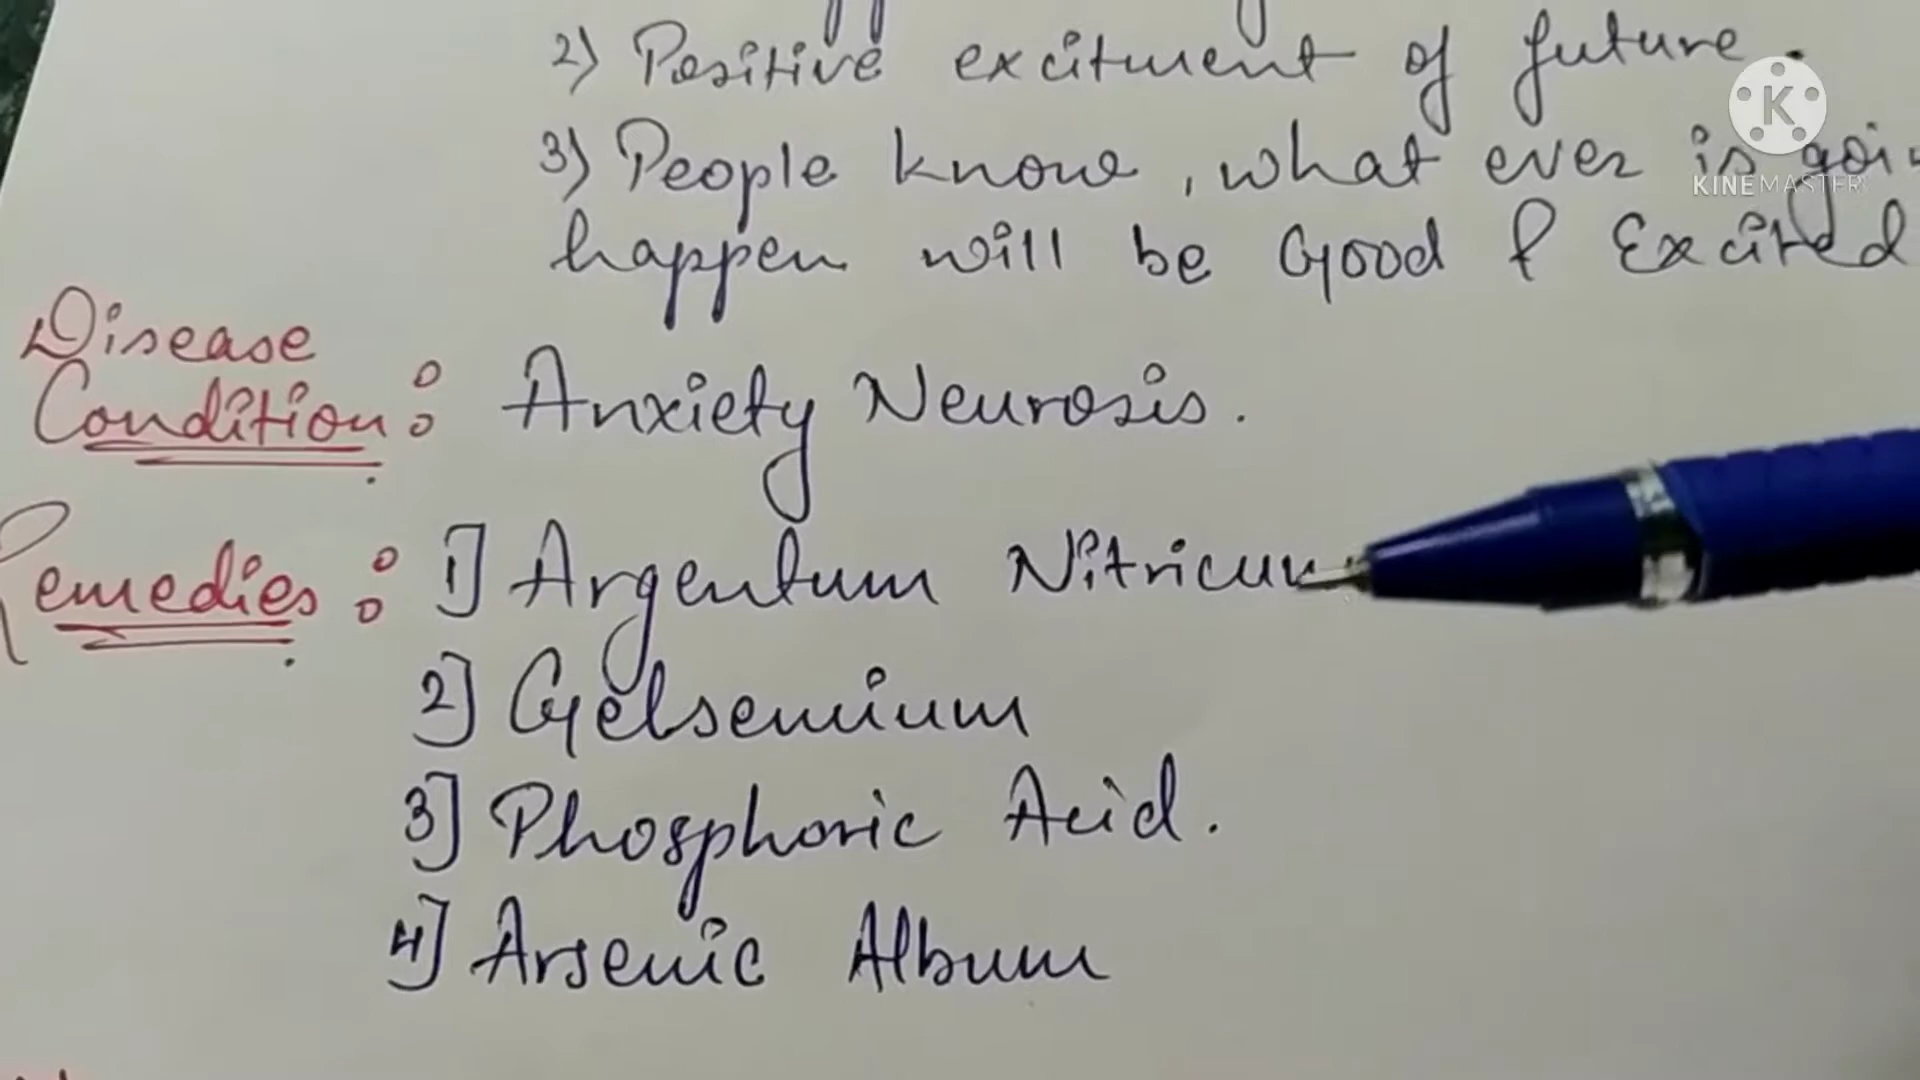 2) Positive excitment of future.
3) People know, what ever is
happen will be Good & Excited
Disease
Condition : Anxiety Neurosis.
Remedies : 1] Argentum Nitricum
2] Gelsemium
3] Phosphoric Acid.
4] Arsenic Album
K
KINEMASTER